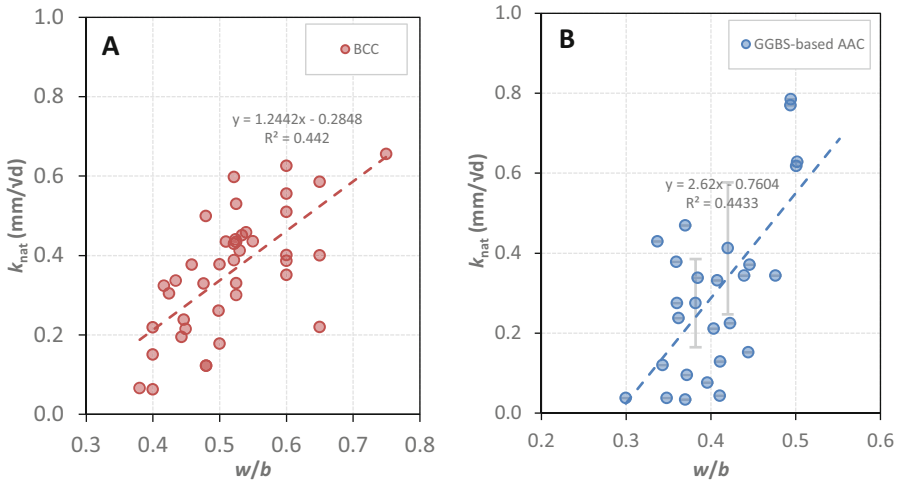 A
BCC
y = 1.2442x - 0.2848
R² = 0.442
k_nat (mm/√d)
1.0
0.8
0.6
0.4
0.2
0.0
0.3 0.4 0.5 0.6 0.7 0.8
w/b
B
GGBS-based AAC
y = 2.62x - 0.7604
R² = 0.4433
k_nat (mm/√d)
1.0
0.8
0.6
0.4
0.2
0.0
0.2 0.3 0.4 0.5 0.6
w/b